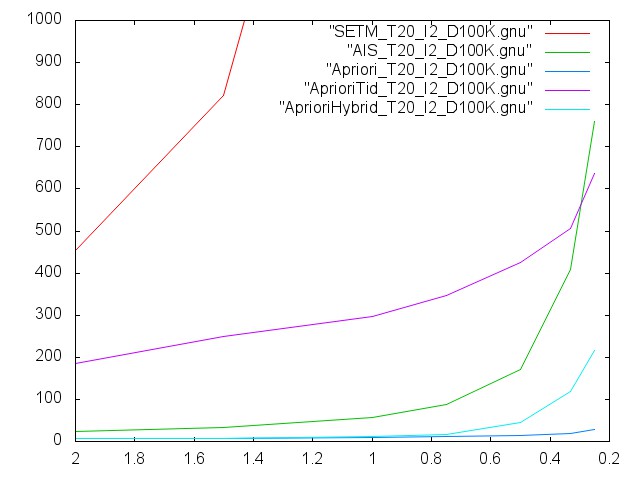 1000
900
800
700
600
500
400
300
200
100
0
2 1.8 1.6 1.4 1.2 1 0.8 0.6 0.4 0.2
"SETM_T20_I2_D100K.gnu"
"AIS_T20_I2_D100K.gnu"
"Apriori_T20_I2_D100K.gnu"
"AprioriTid_T20_I2_D100K.gnu"
"AprioriHybrid_T20_I2_D100K.gnu"